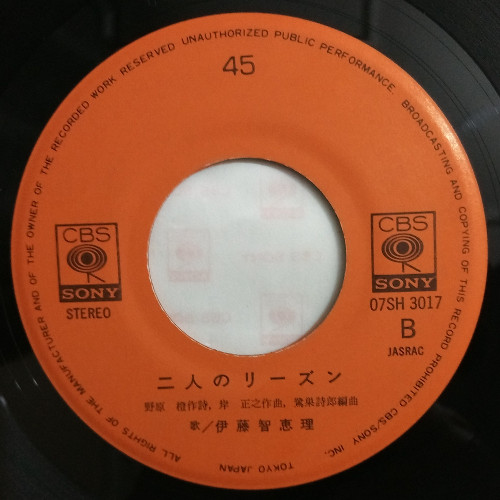 ALL RIGHTS OF THE MANUFACTURER AND OF THE OWNER OF THE RECORDED WORK RESERVED UNAUTHORIZED PUBLIC PERFORMANCE, BROADCASTING AND COPYING OF THIS RECORD PROHIBITED CBS/SONY INC. TOKYO JAPAN
45
CBS
SONY
STEREO
CBS
SONY
07SH 3017
B
JASRAC
二人のリーズン
野原 橙作詩, 岸 正之作曲, 鷺巣詩郎編曲
歌/伊藤智恵理